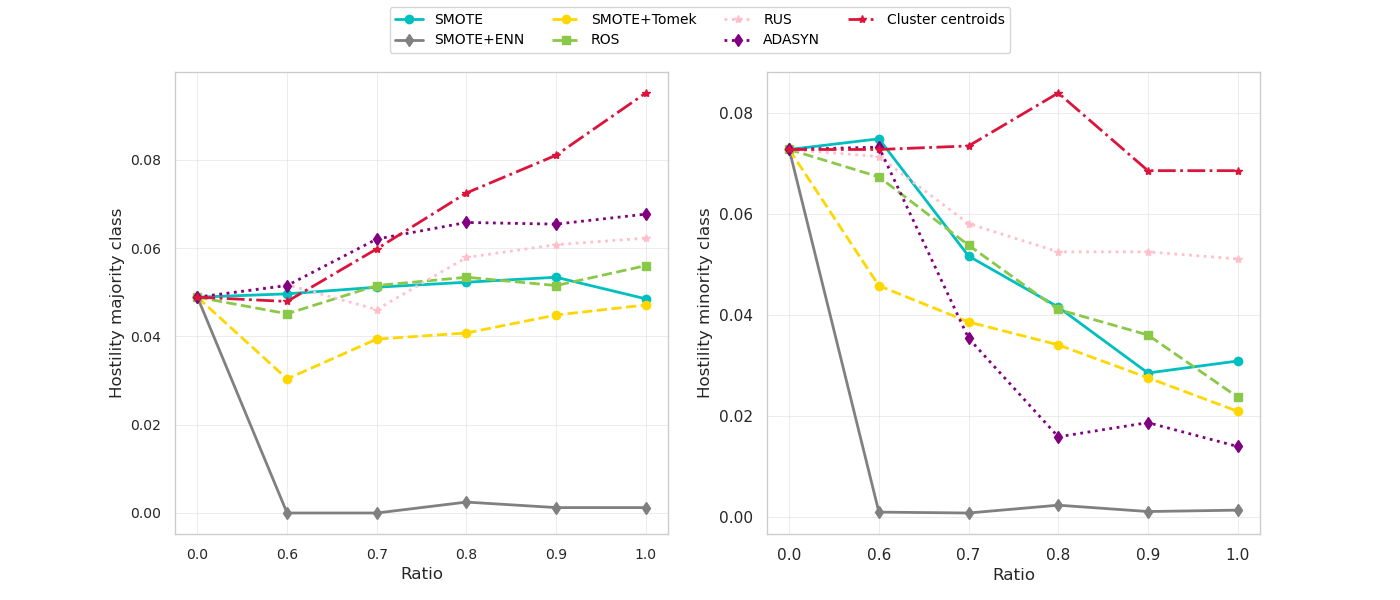 SMOTE
SMOTE+ENN
SMOTE+Tomek
ROS
RUS
ADASYN
Cluster centroids
Hostility majority class
0.08
0.06
0.04
0.02
0.00
0.0 0.6 0.7 0.8 0.9 1.0
Ratio
Hostility minority class
0.08
0.06
0.04
0.02
0.00
0.0 0.6 0.7 0.8 0.9 1.0
Ratio